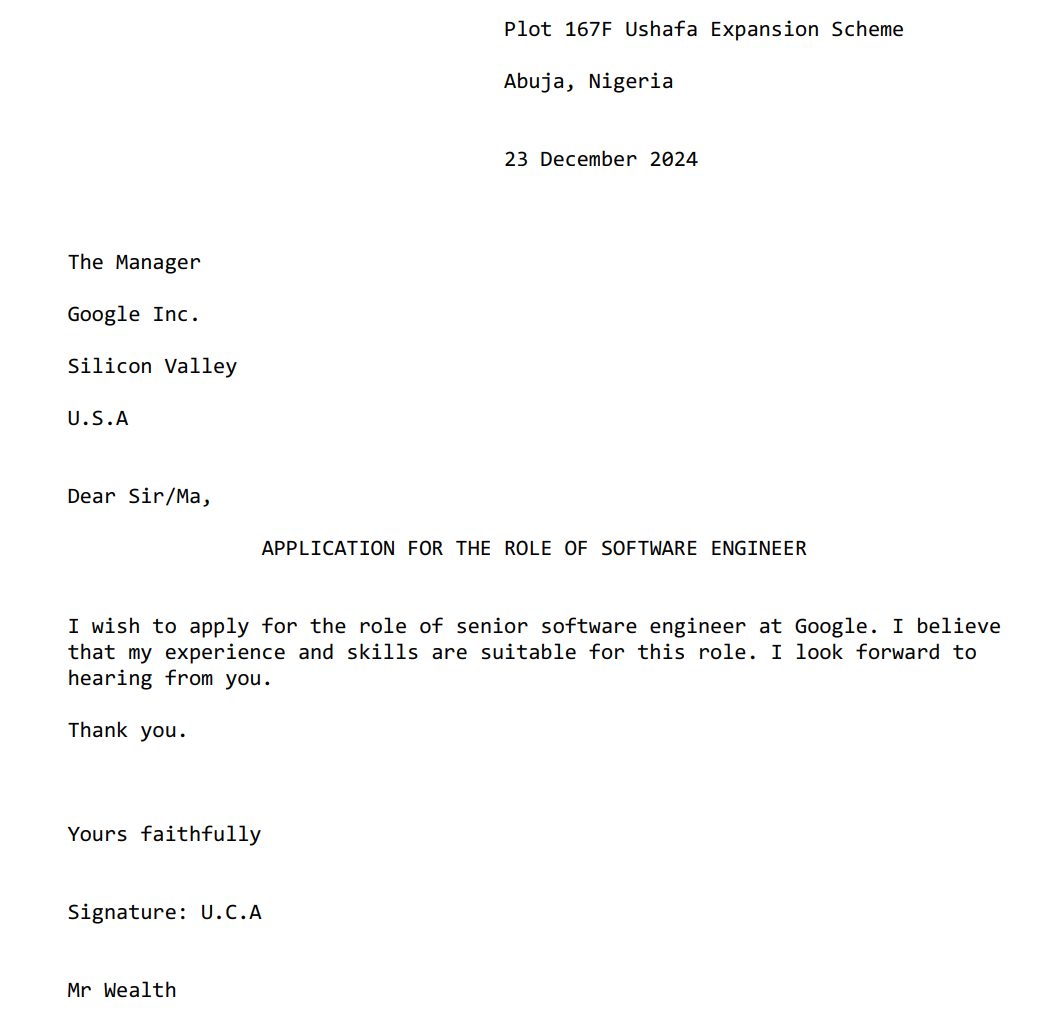 Plot 167F Ushafa Expansion Scheme
Abuja, Nigeria
23 December 2024
The Manager
Google Inc.
Silicon Valley
U.S.A
Dear Sir/Ma,
APPLICATION FOR THE ROLE OF SOFTWARE ENGINEER
I wish to apply for the role of senior software engineer at Google. I believe
that my experience and skills are suitable for this role. I look forward to
hearing from you.
Thank you.
Yours faithfully
Signature: U.C.A
Mr Wealth